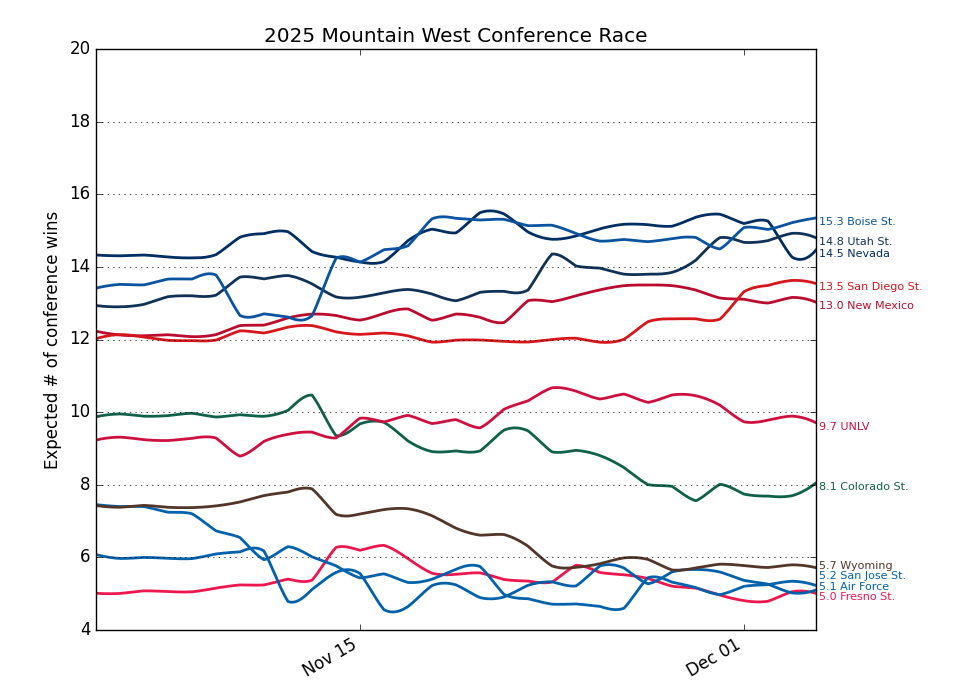 2025 Mountain West Conference Race
Expected # of conference wins
20
18
16
14
12
10
8
6
4
Nov 15
Dec 01
15.3 Boise St.
14.8 Utah St.
14.5 Nevada
13.5 San Diego St.
13.0 New Mexico
9.7 UNLV
8.1 Colorado St.
5.7 Wyoming
5.2 San Jose St.
5.1 Air Force
5.0 Fresno St.